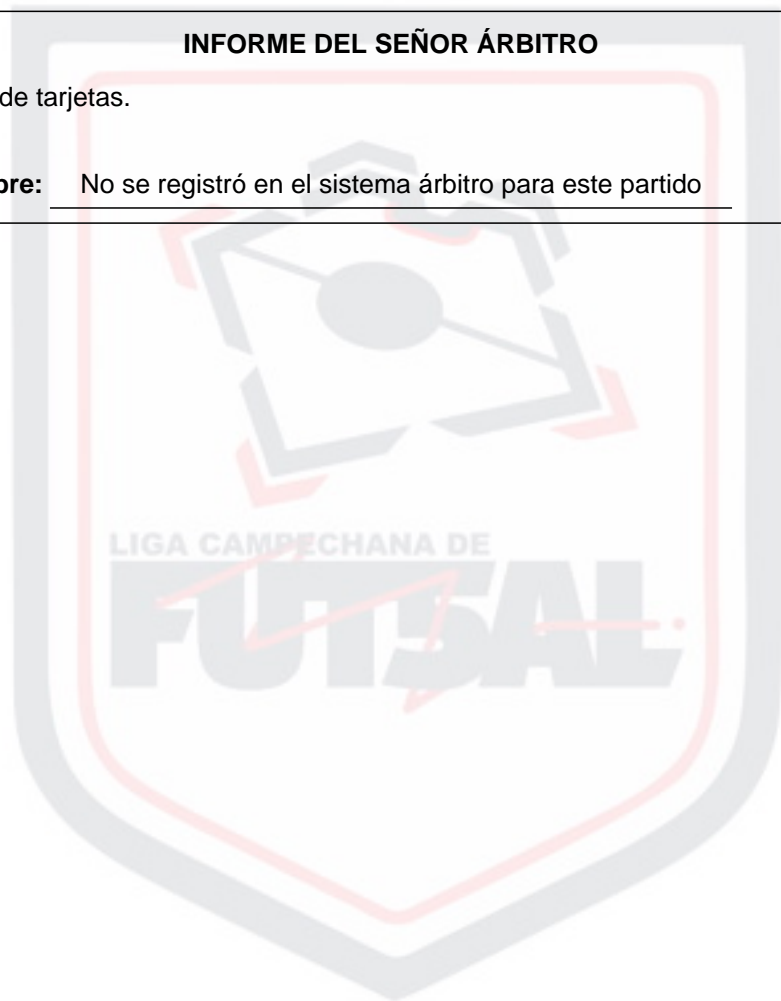 INFORME DEL SEÑOR ÁRBITRO
de tarjetas.
bre: No se registró en el sistema árbitro para este partido
LIGA CAMPECHANA DE
FUTSAL